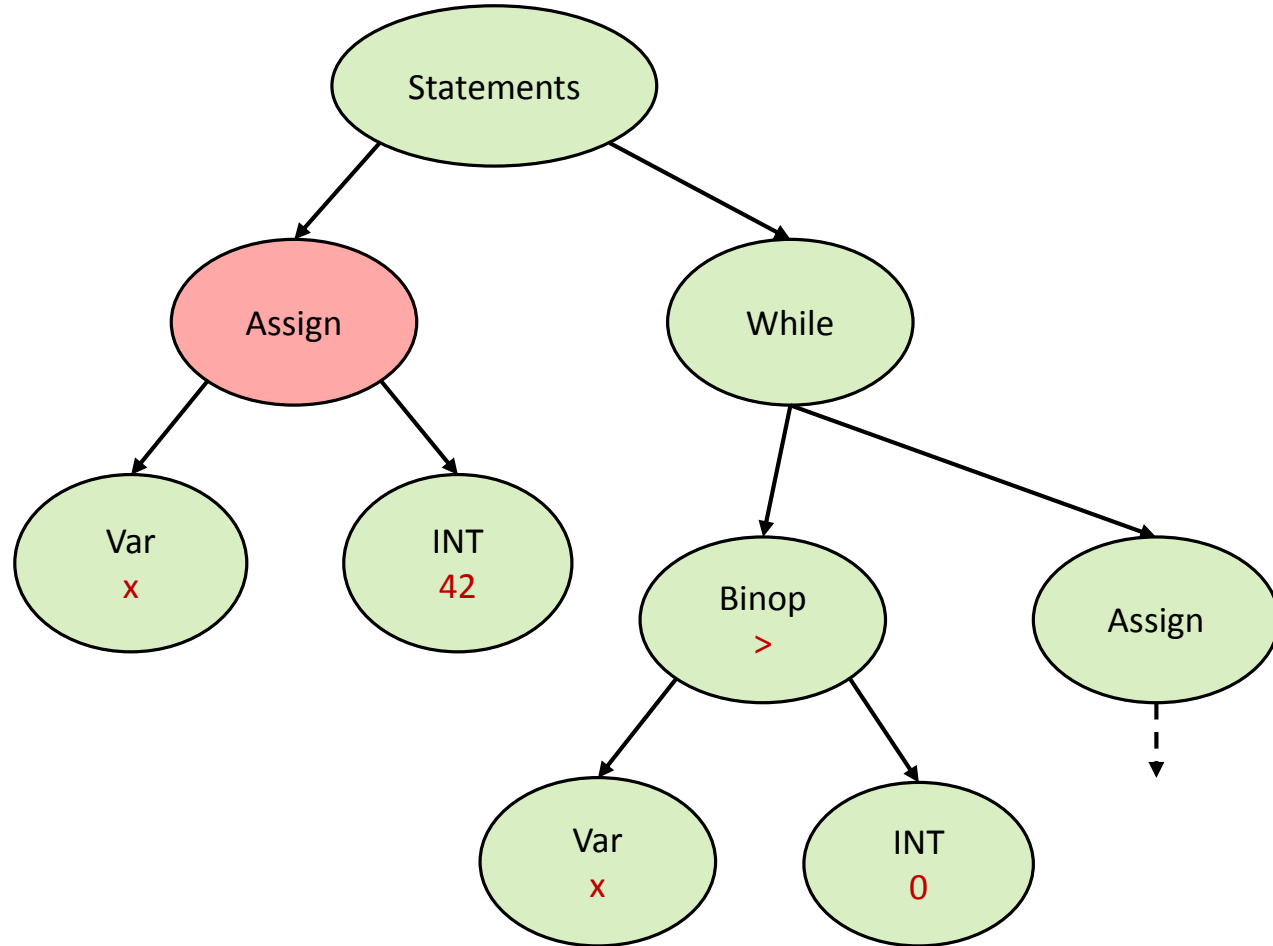 Statements
Assign
While
Var
x
INT
42
Binop
>
Assign
Var
x
INT
0